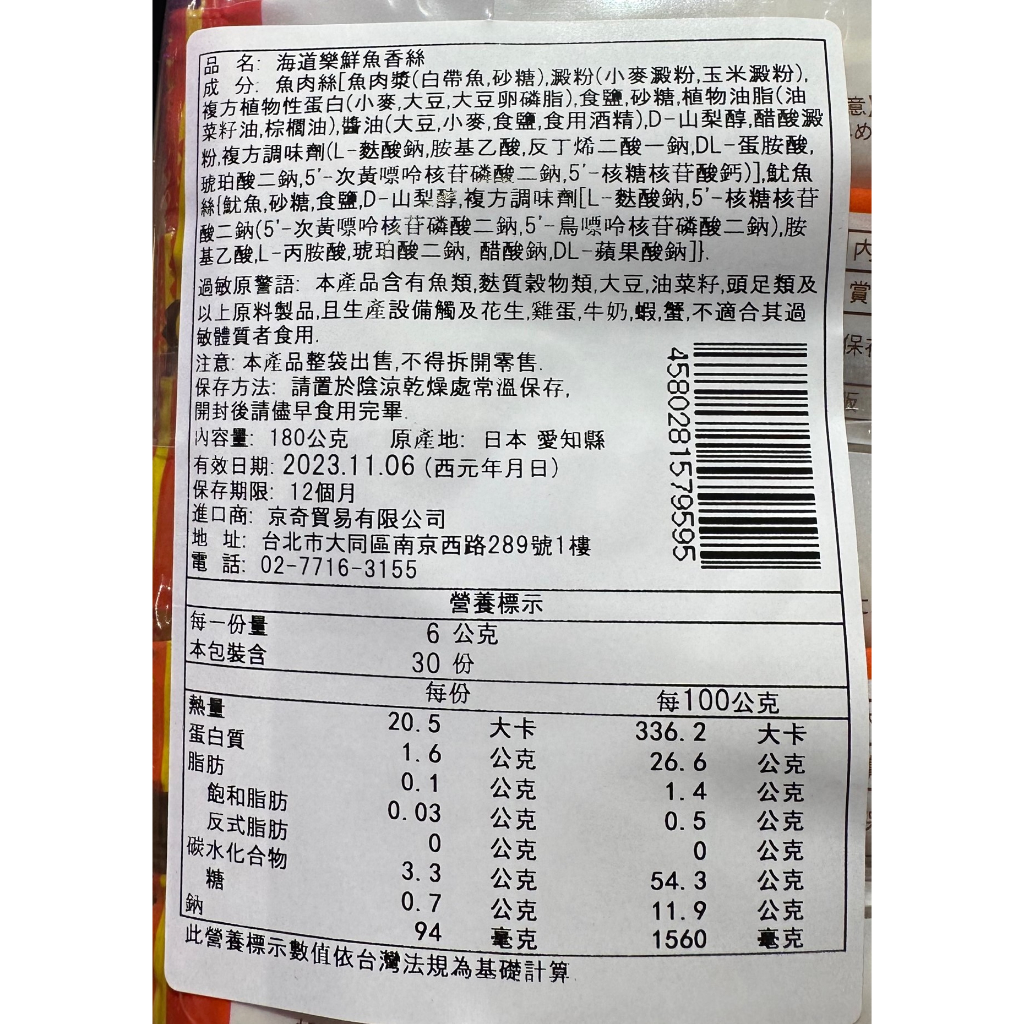 品 名: 海道樂鮮魚香絲
成 分: 魚肉絲[魚肉漿(白帶魚,砂糖),澱粉(小麥澱粉,玉米澱粉),
複方植物性蛋白(小麥,大豆,大豆卵磷脂),食鹽,砂糖,植物油脂(油
菜籽油,棕櫚油),醬油(大豆,小麥,食鹽,食用酒精),D-山梨醇,醋酸澱
粉,複方調味劑(L-麩酸鈉,胺基乙酸,反丁烯二酸一鈉,DL-蛋胺酸,
琥珀酸二鈉,5'-次黃嘌呤核苷磷酸二鈉,5'-核糖核苷酸鈣)],魷魚
絲{魷魚,砂糖,食鹽,D-山梨醇,複方調味劑[L-麩酸鈉,5'-核糖核苷
酸二鈉(5'-次黃嘌呤核苷磷酸二鈉,5'-鳥嘌呤核苷磷酸二鈉),胺
基乙酸,L-丙胺酸,琥珀酸二鈉, 醋酸鈉,DL-蘋果酸鈉]}.
過敏原警語: 本產品含有魚類,麩質穀物類,大豆,油菜籽,頭足類及
以上原料製品,且生產設備觸及花生,雞蛋,牛奶,蝦,蟹,不適合其過
敏體質者食用.
注意: 本產品整袋出售,不得拆開零售.
保存方法: 請置於陰涼乾燥處常溫保存,
開封後請儘早食用完畢.
內容量: 180公克 原產地: 日本 愛知縣
有效日期: 2023.11.06 (西元年月日)
保存期限: 12個月
進口商: 京奇貿易有限公司
地 址: 台北市大同區南京西路289號1樓
電 話: 02-7716-3155
4580281579595
營養標示
每一份量 6 公克
本包裝含 30 份
每份 每100公克
熱量 20.5 大卡 336.2 大卡
蛋白質 1.6 公克 26.6 公克
脂肪 0.1 公克 1.4 公克
飽和脂肪 0.03 公克 0.5 公克
反式脂肪 0 公克 0 公克
碳水化合物 3.3 公克 54.3 公克
糖 0.7 公克 11.9 公克
鈉 94 毫克 1560 毫克
此營養標示數值依台灣法規為基礎計算
意
め
内
賞
保存